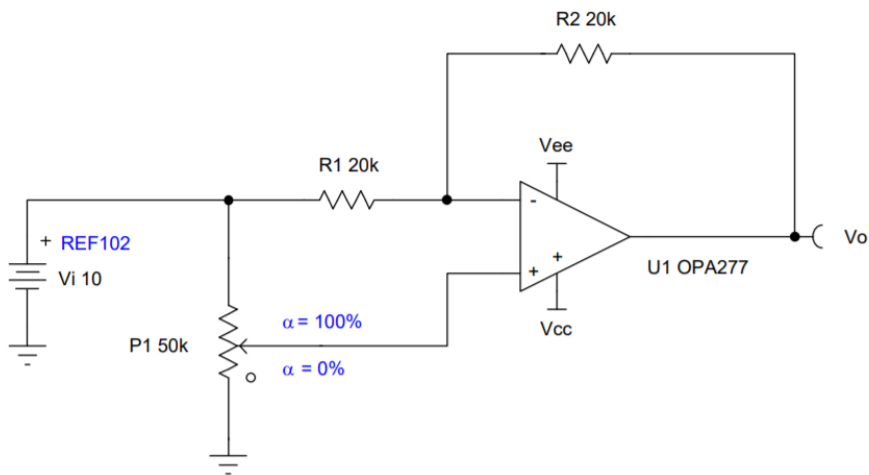 R2 20k
Vee
R1 20k
-
+ REF102
Vo
+
+
U1 OPA277
Vi 10
α = 100%
Vcc
P1 50k
α = 0%